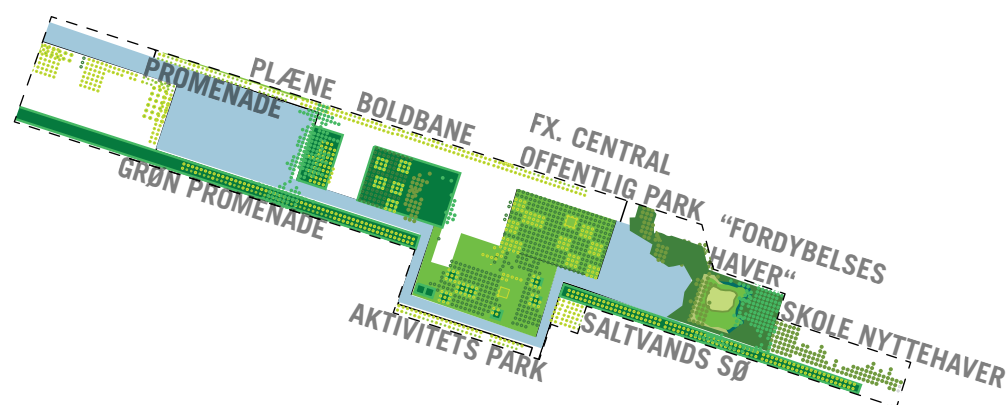 PROMENADE
PLÆNE
BOLDBANE
FX. CENTRAL
OFFENTLIG PARK
“FORDYBELSES
HAVER“
SKOLE NYTTEHAVER
GRØN PROMENADE
AKTIVITETS PARK
SALTVANDS SØ